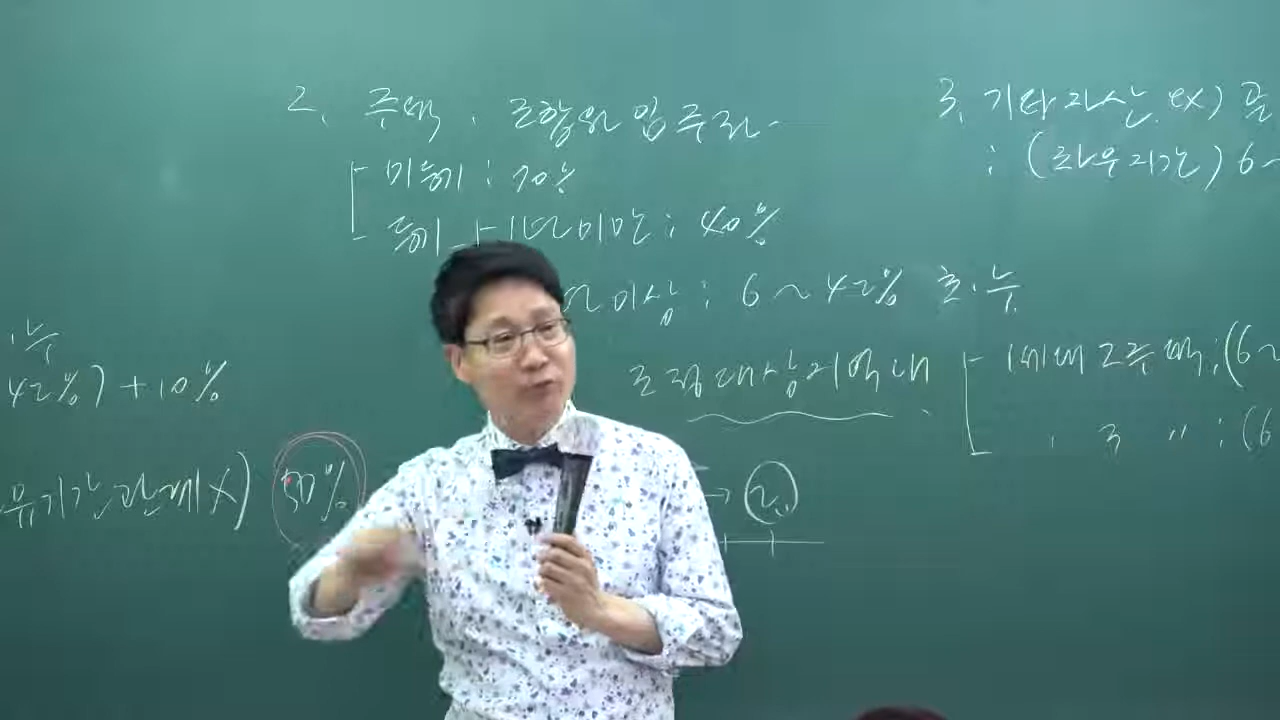 2. 주택, 조합원입주권
미등기 : 70%
등기 1년미만 : 40%
이상 : 6~42% 초·누
조정대상지역내
1세대 2주택 : (6~
3 〃 : (6
3. 기타자산. ex) 골
: (보유기간) 6~
누
42%) + 10%
유기간 관계X) 50%